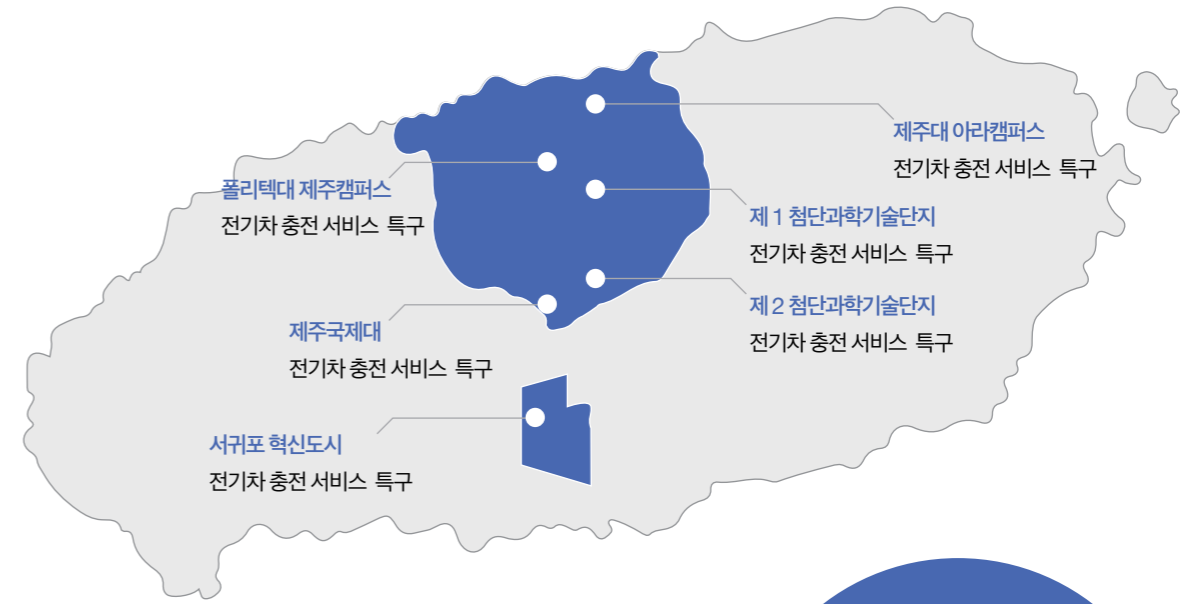 제주대 아라캠퍼스
전기차 충전 서비스 특구
폴리텍대 제주캠퍼스
전기차 충전 서비스 특구
제 1 첨단과학기술단지
전기차 충전 서비스 특구
제 2 첨단과학기술단지
전기차 충전 서비스 특구
제주국제대
전기차 충전 서비스 특구
서귀포 혁신도시
전기차 충전 서비스 특구